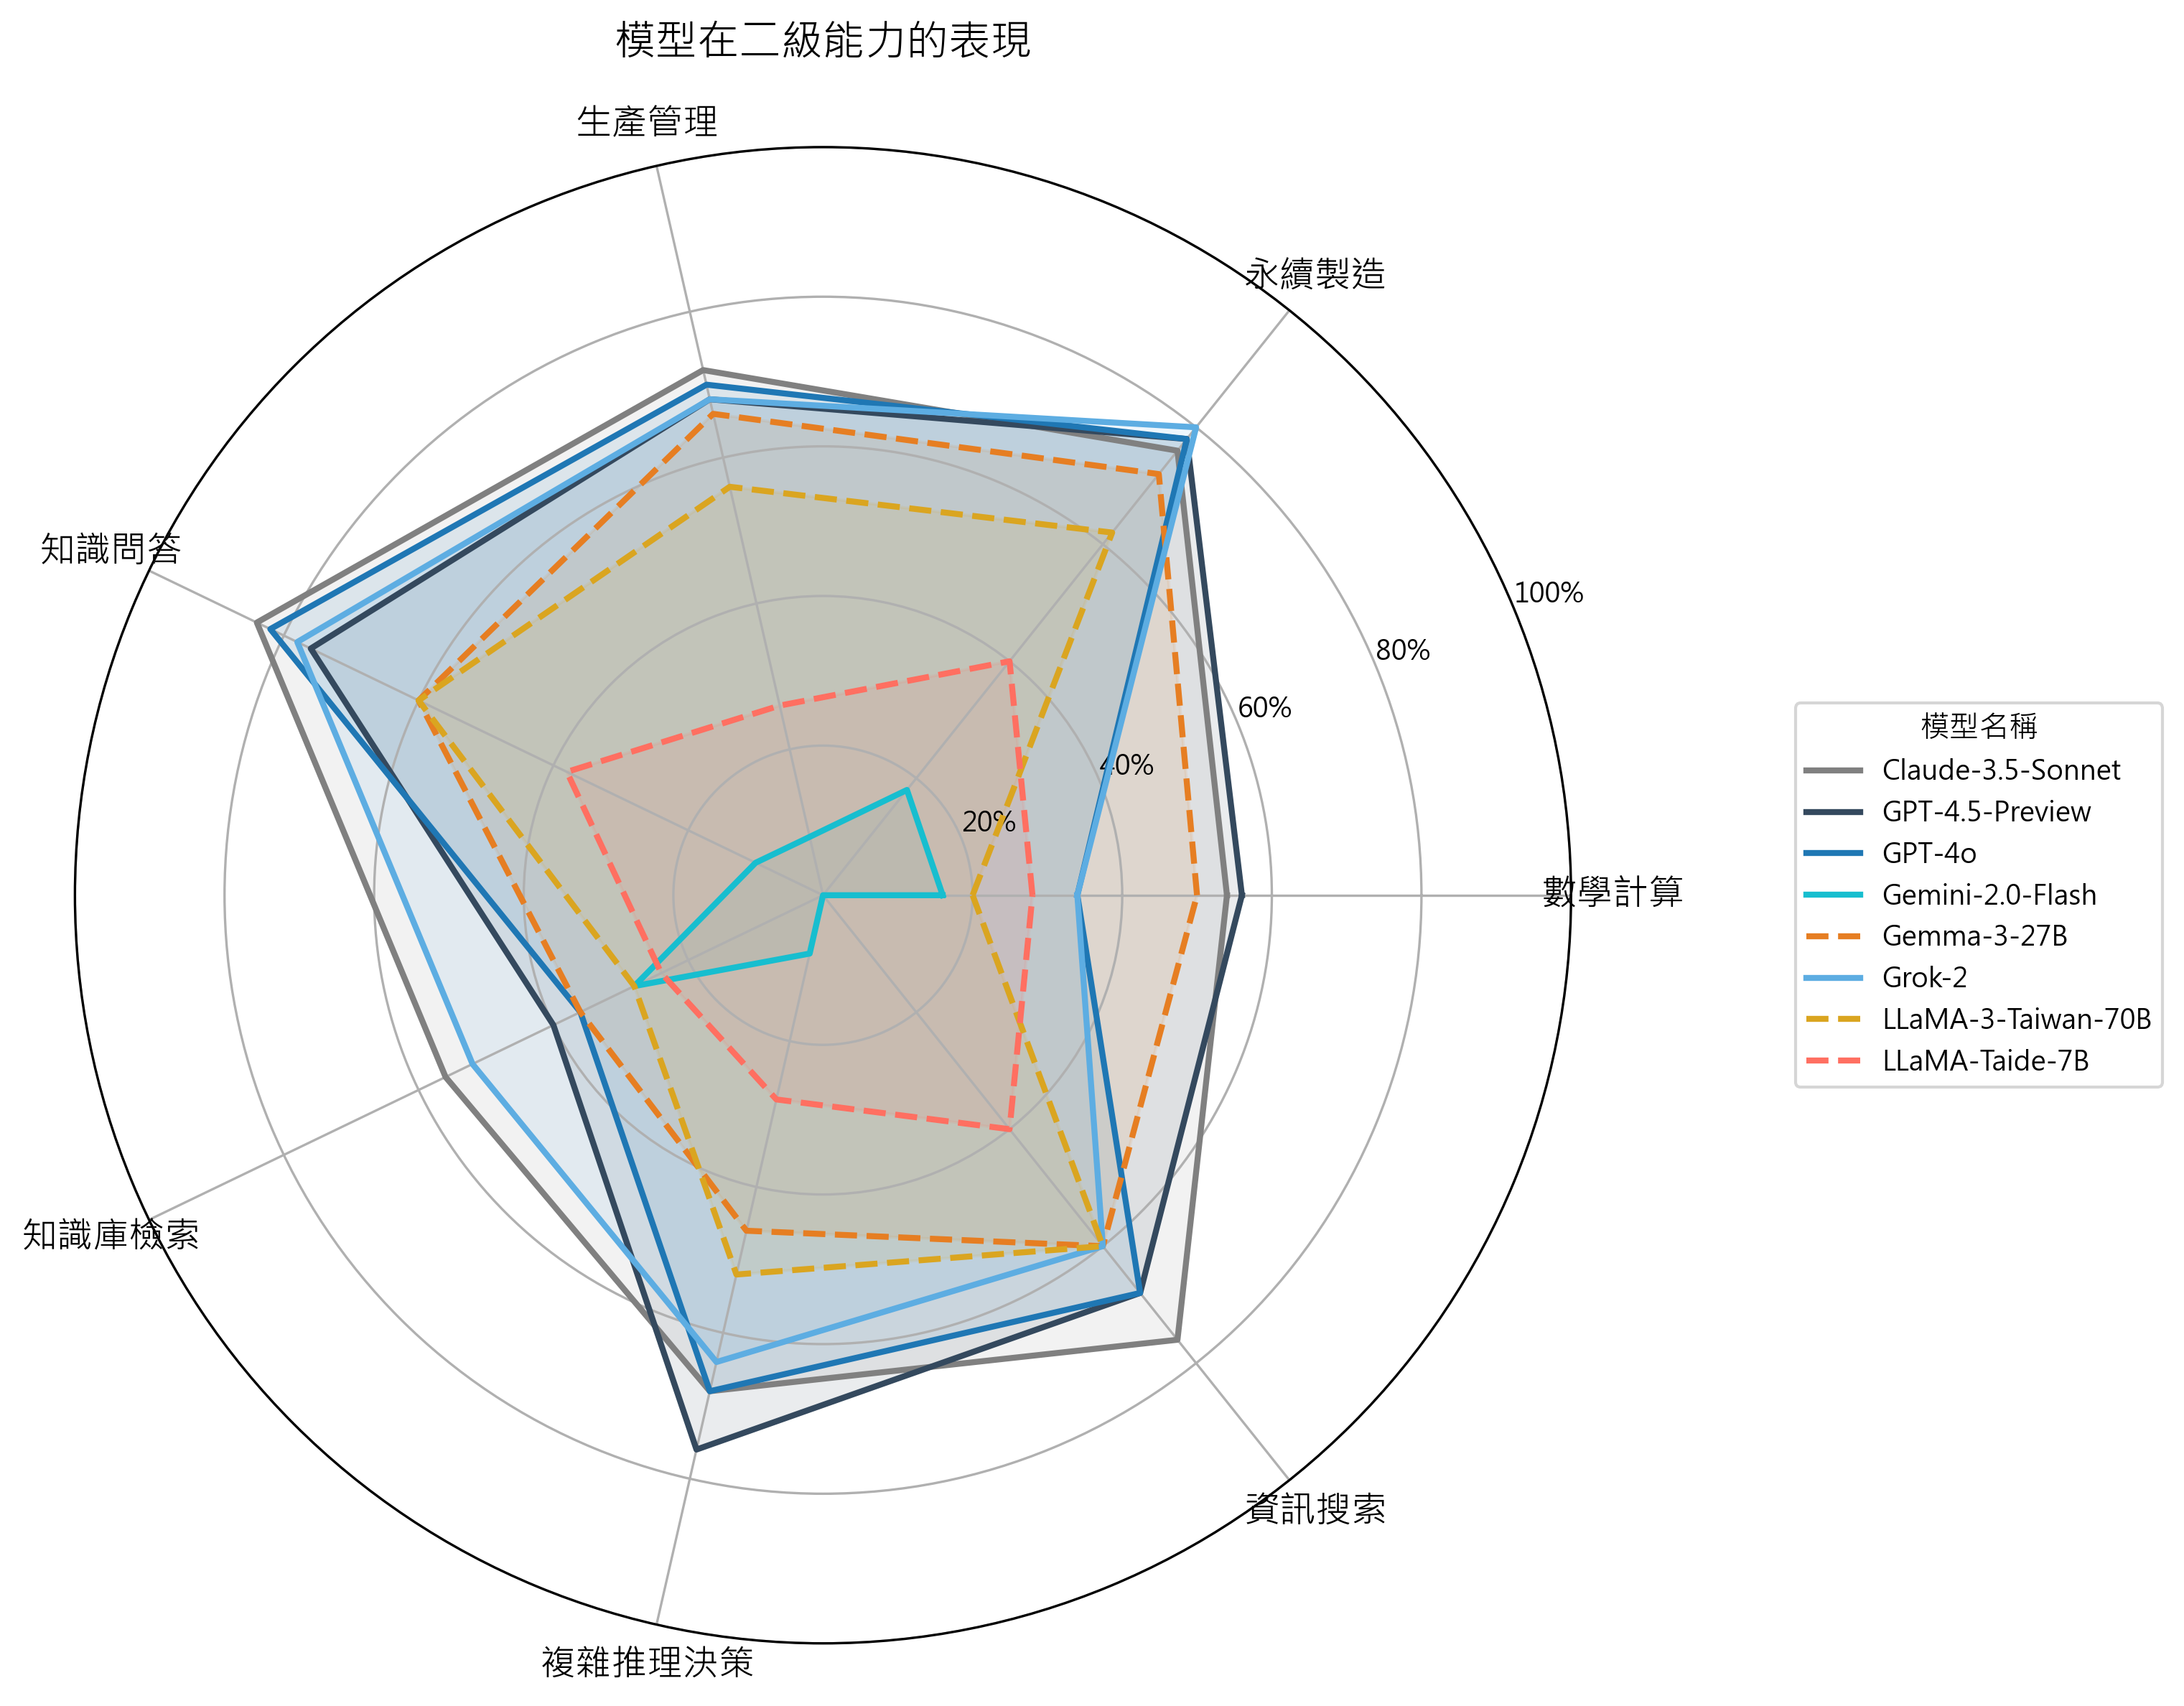 模型在二級能力的表現
生產管理
永續製造
知識問答
100%
80%
60%
40%
20%
數學計算
知識庫檢索
資訊搜索
複雜推理決策
模型名稱
Claude-3.5-Sonnet
GPT-4.5-Preview
GPT-4o
Gemini-2.0-Flash
Gemma-3-27B
Grok-2
LLaMA-3-Taiwan-70B
LLaMA-Taide-7B